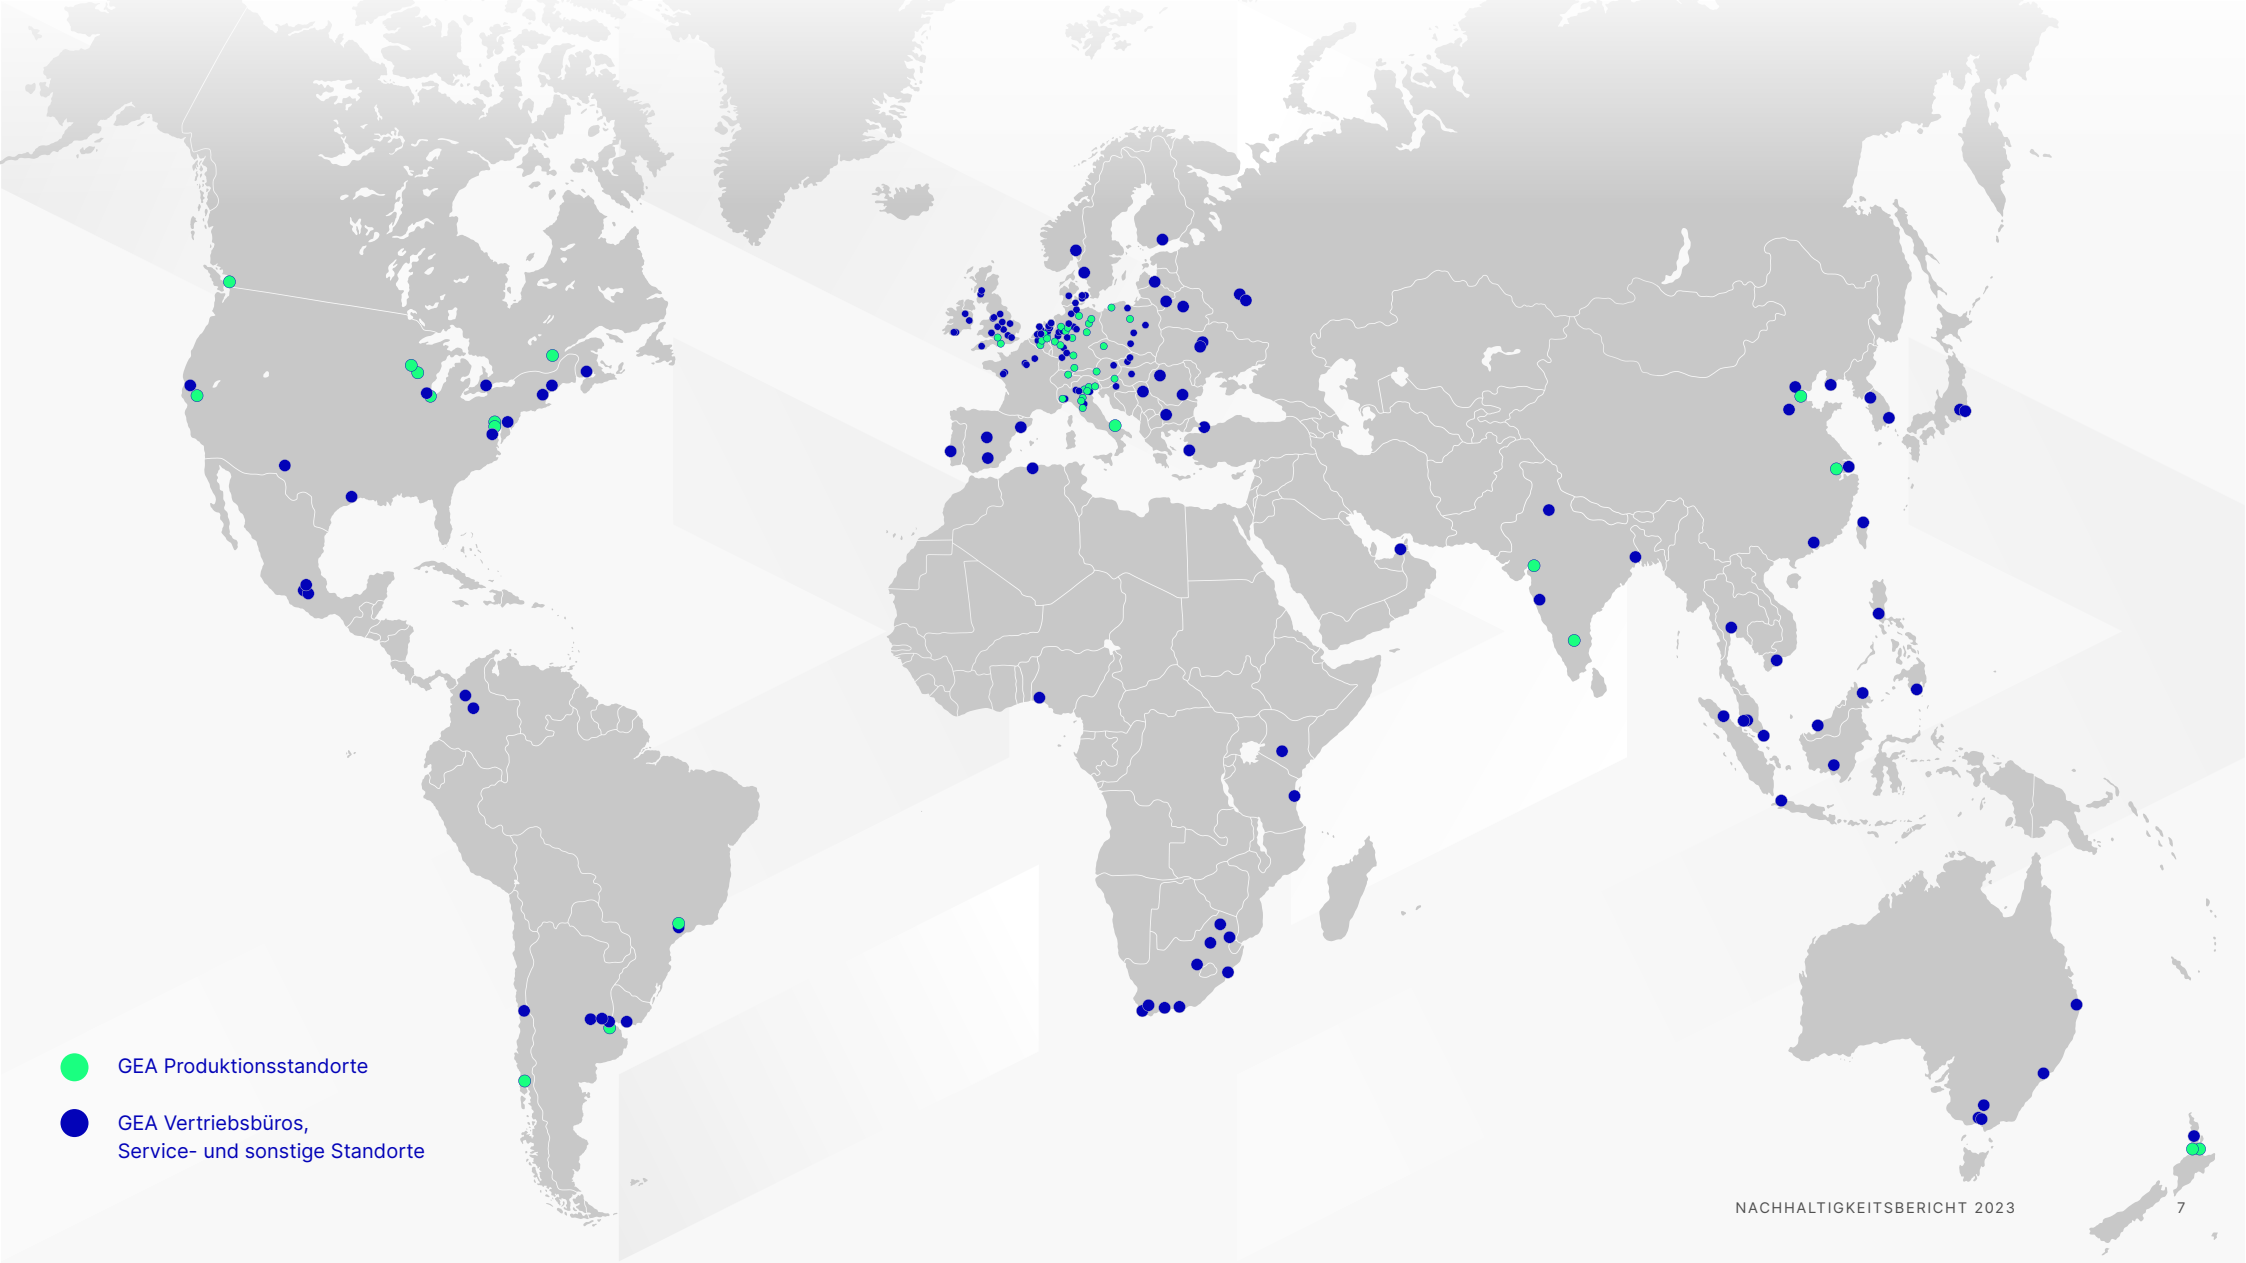 GEA Produktionsstandorte
GEA Vertriebsbüros,
Service- und sonstige Standorte
NACHHALTIGKEITSBERICHT 2023
7